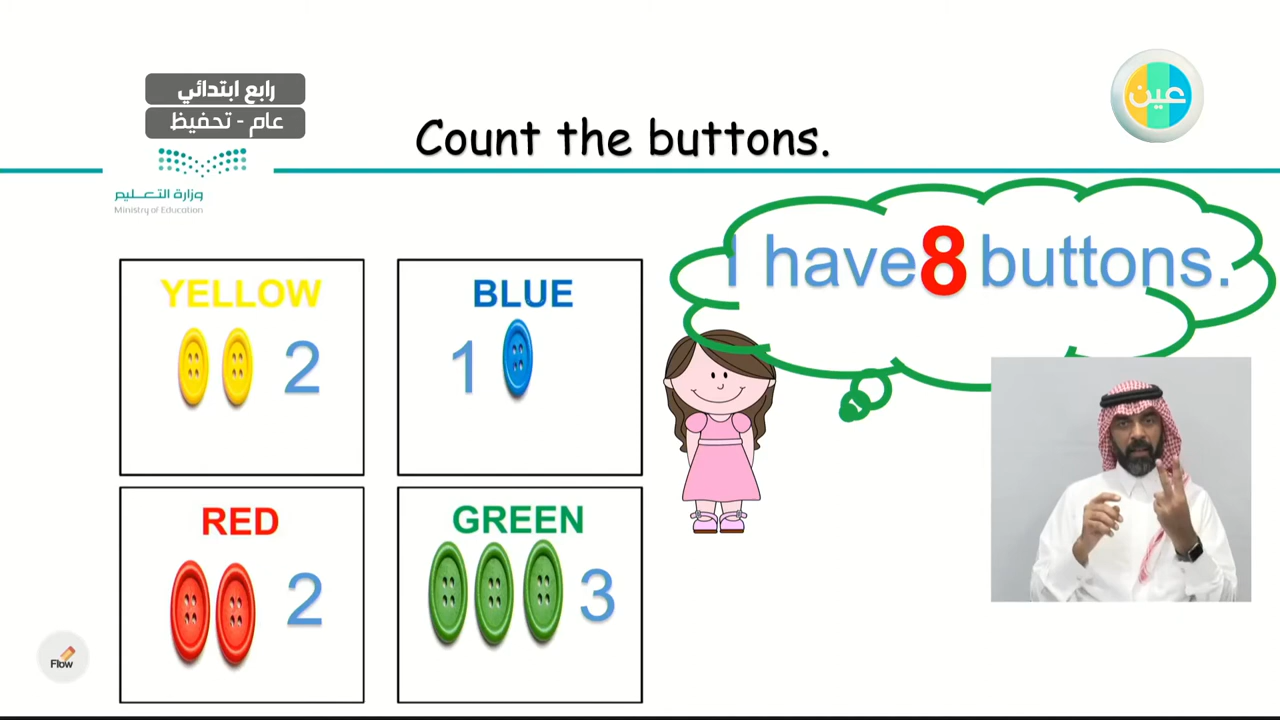 رابع ابتدائي
عام - تحفيظ
وزارة التعليم
Ministry of Education
عين
Count the buttons.
I have 8 buttons.
YELLOW
2
BLUE
1
RED
2
GREEN
3
Flow